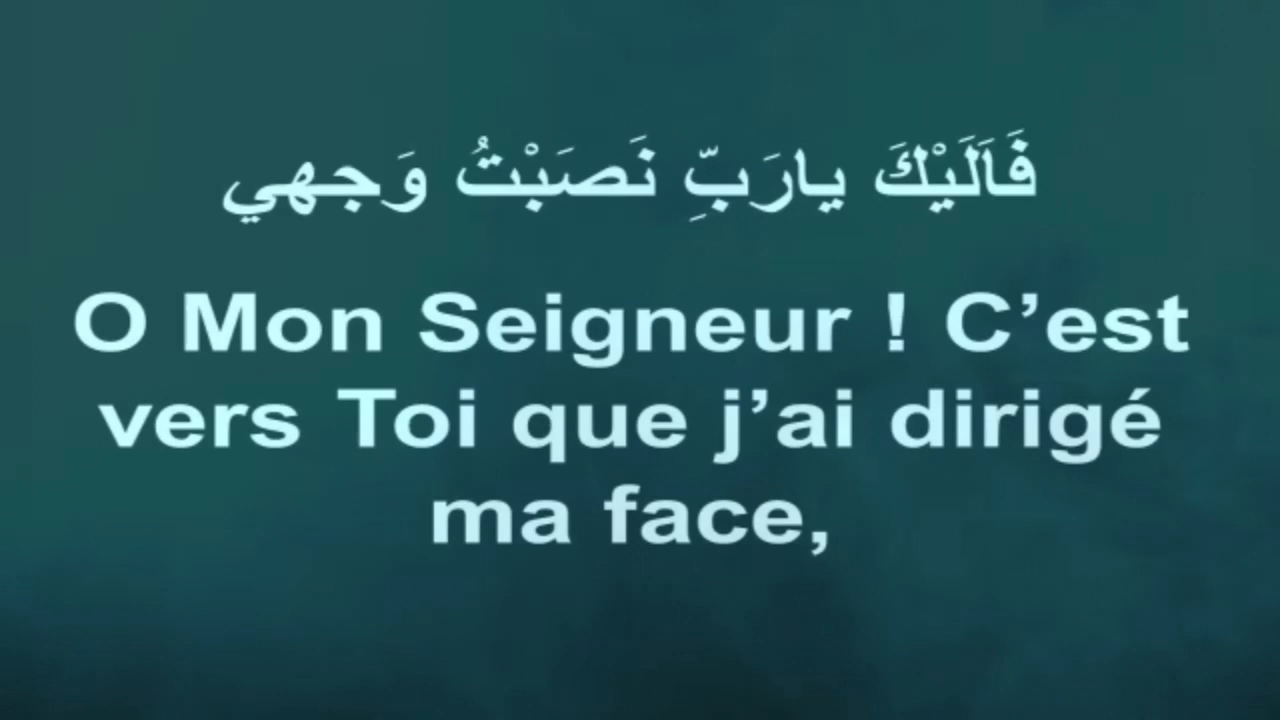 فَاَلَيْكَ يارَبِّ نَصَبْتُ وَجهي
O Mon Seigneur ! C’est
vers Toi que j’ai dirigé
ma face,